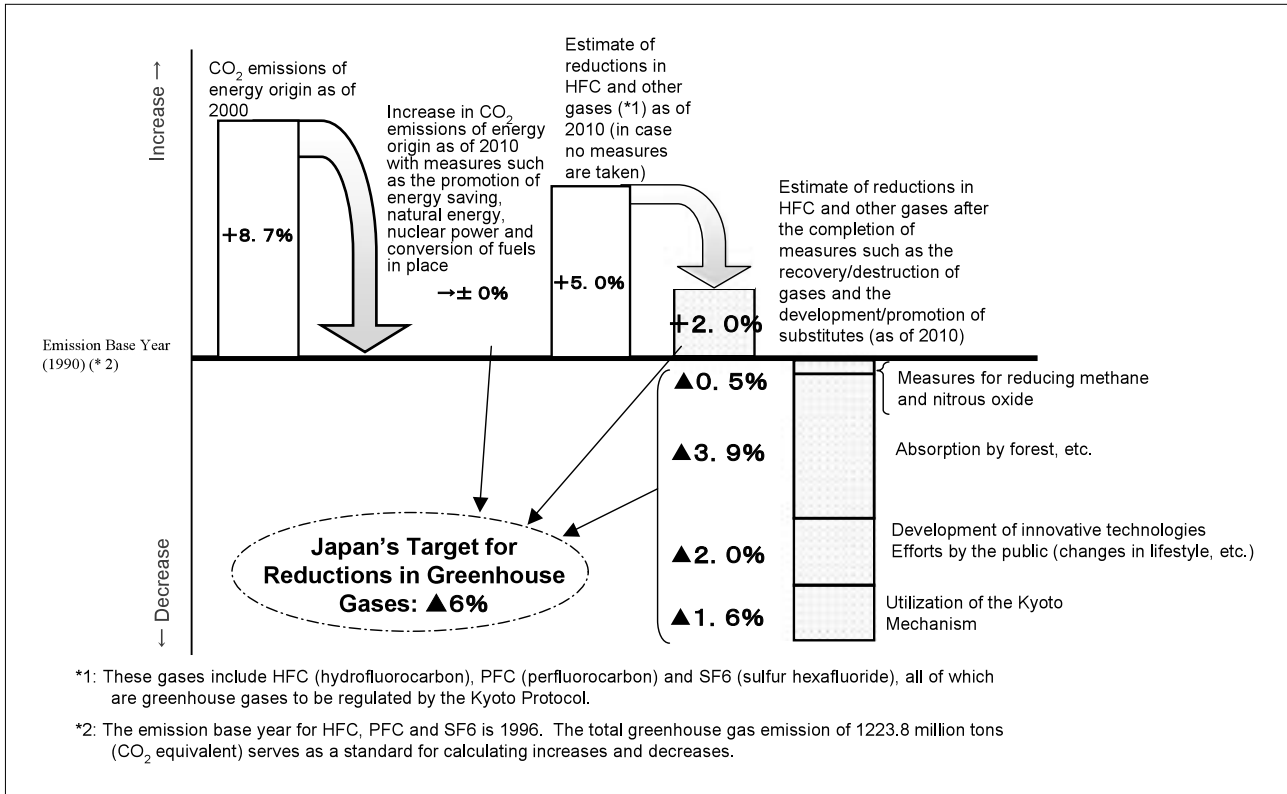 Increase →
CO2 emissions of
energy origin as of
2000
+8. 7%
Increase in CO2
emissions of energy
origin as of 2010
with measures such
as the promotion of
energy saving,
natural energy,
nuclear power and
conversion of fuels
in place
→± 0%
Estimate of
reductions in
HFC and other
gases (*1) as of
2010 (in case
no measures
are taken)
+5. 0%
+2. 0%
Estimate of reductions in
HFC and other gases after
the completion of
measures such as the
recovery/destruction of
gases and the
development/promotion of
substitutes (as of 2010)
Emission Base Year
(1990) (* 2)
← Decrease
▲0. 5%
Measures for reducing methane
and nitrous oxide
▲3. 9%
Absorption by forest, etc.
▲2. 0%
Development of innovative technologies
Efforts by the public (changes in lifestyle, etc.)
▲1. 6%
Utilization of the Kyoto
Mechanism
Japan's Target for
Reductions in Greenhouse
Gases: ▲6%
*1: These gases include HFC (hydrofluorocarbon), PFC (perfluorocarbon) and SF6 (sulfur hexafluoride), all of which
are greenhouse gases to be regulated by the Kyoto Protocol.
*2: The emission base year for HFC, PFC and SF6 is 1996. The total greenhouse gas emission of 1223.8 million tons
(CO2 equivalent) serves as a standard for calculating increases and decreases.